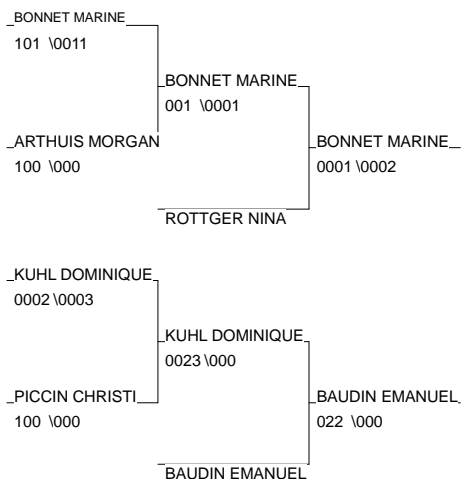 BONNET MARINE
101 \0011
BONNET MARINE
001 \0001
ARTHUIS MORGAN
100 \000
BONNET MARINE
0001 \0002
ROTTGER NINA
KUHL DOMINIQUE
0002 \0003
KUHL DOMINIQUE
0023 \000
PICCIN CHRISTI
100 \000
BAUDIN EMANUEL
022 \000
BAUDIN EMANUEL